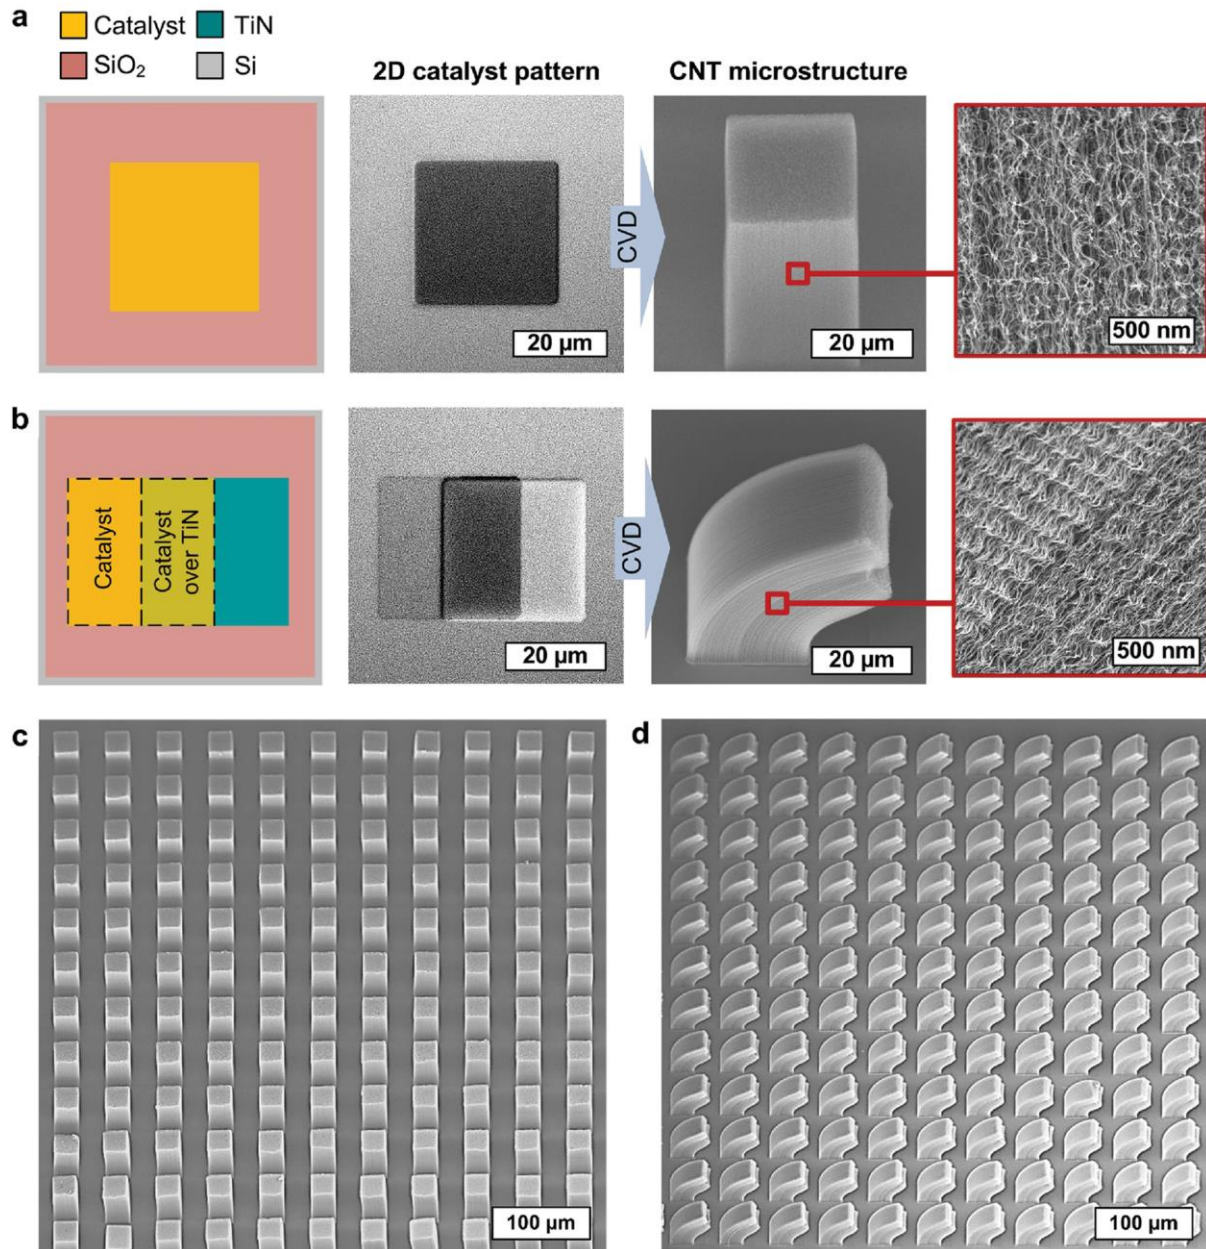 a
Catalyst
TiN
SiO₂
Si
2D catalyst pattern
CNT microstructure
20 µm
CVD
20 µm
500 nm
b
Catalyst
Catalyst
over TiN
20 µm
CVD
20 µm
500 nm
c
d
100 µm
100 µm